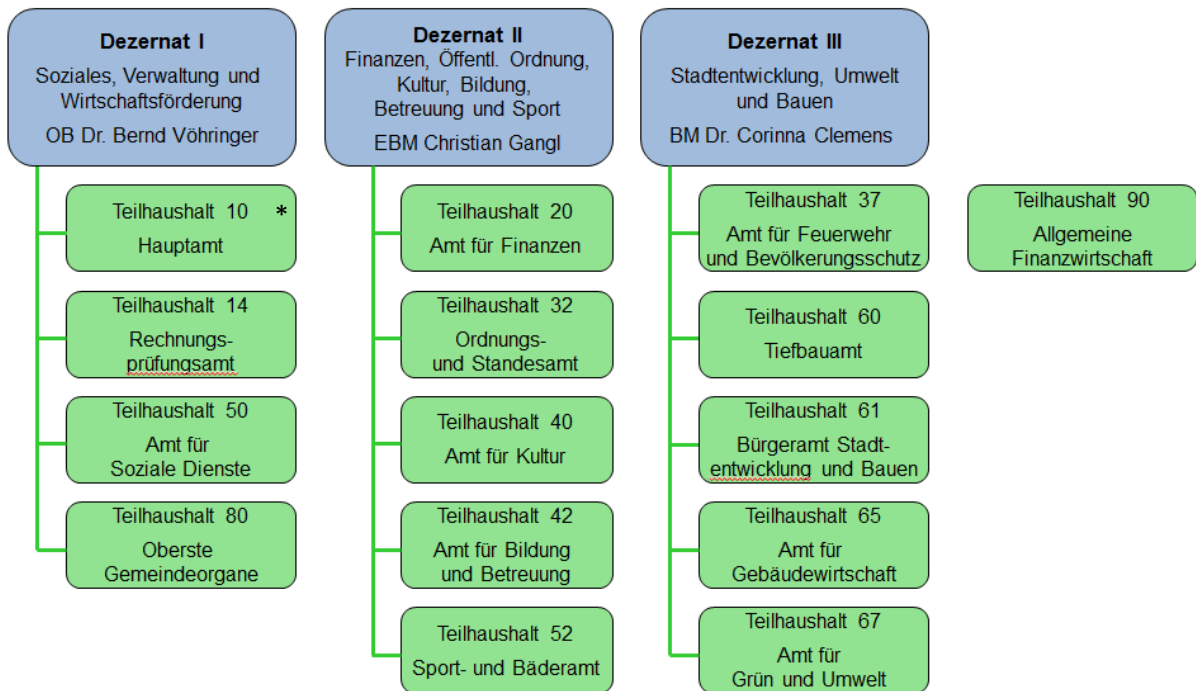 Dezernat I
Soziales, Verwaltung und
Wirtschaftsförderung
OB Dr. Bernd Vöhringer
Teilhaushalt 10 *
Hauptamt
Teilhaushalt 14
Rechnungs-
prüfungsamt
Teilhaushalt 50
Amt für
Soziale Dienste
Teilhaushalt 80
Oberste
Gemeindeorgane
Dezernat II
Finanzen, Öffentl. Ordnung,
Kultur, Bildung,
Betreuung und Sport
EBM Christian Gangl
Teilhaushalt 20
Amt für Finanzen
Teilhaushalt 32
Ordnungs-
und Standesamt
Teilhaushalt 40
Amt für Kultur
Teilhaushalt 42
Amt für Bildung
und Betreuung
Teilhaushalt 52
Sport- und Bäderamt
Dezernat III
Stadtentwicklung, Umwelt
und Bauen
BM Dr. Corinna Clemens
Teilhaushalt 37
Amt für Feuerwehr
und Bevölkerungsschutz
Teilhaushalt 60
Tiefbauamt
Teilhaushalt 61
Bürgeramt Stadt-
entwicklung und Bauen
Teilhaushalt 65
Amt für
Gebäudewirtschaft
Teilhaushalt 67
Amt für
Grün und Umwelt
Teilhaushalt 90
Allgemeine
Finanzwirtschaft